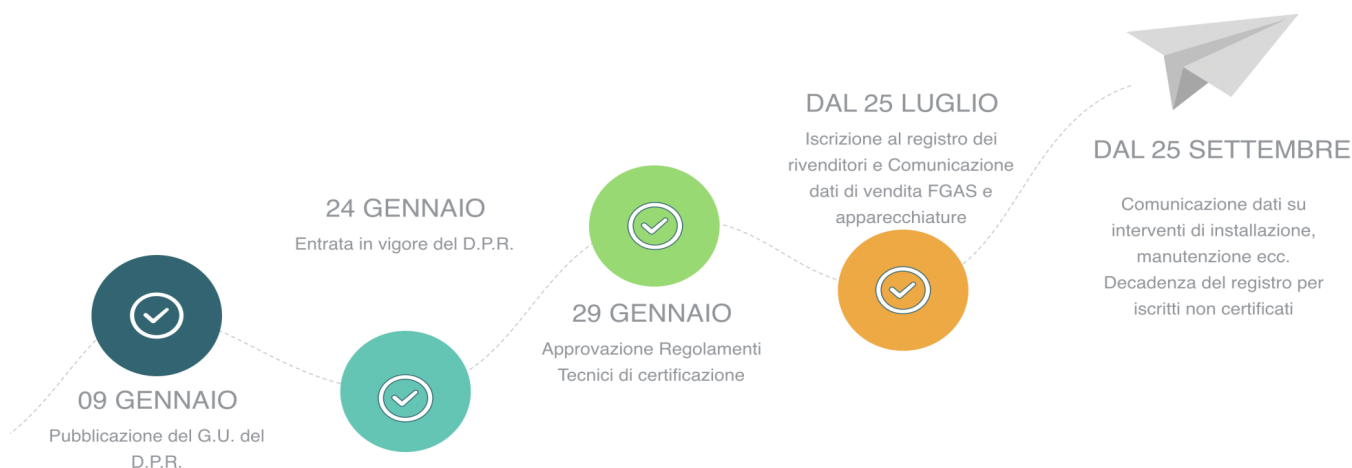 09 GENNAIO
Pubblicazione del G.U. del
D.P.R.
24 GENNAIO
Entrata in vigore del D.P.R.
29 GENNAIO
Approvazione Regolamenti
Tecnici di certificazione
DAL 25 LUGLIO
Iscrizione al registro dei
rivenditori e Comunicazione
dati di vendita FGAS e
apparecchiature
DAL 25 SETTEMBRE
Comunicazione dati su
interventi di installazione,
manutenzione ecc.
Decadenza del registro per
iscritti non certificati